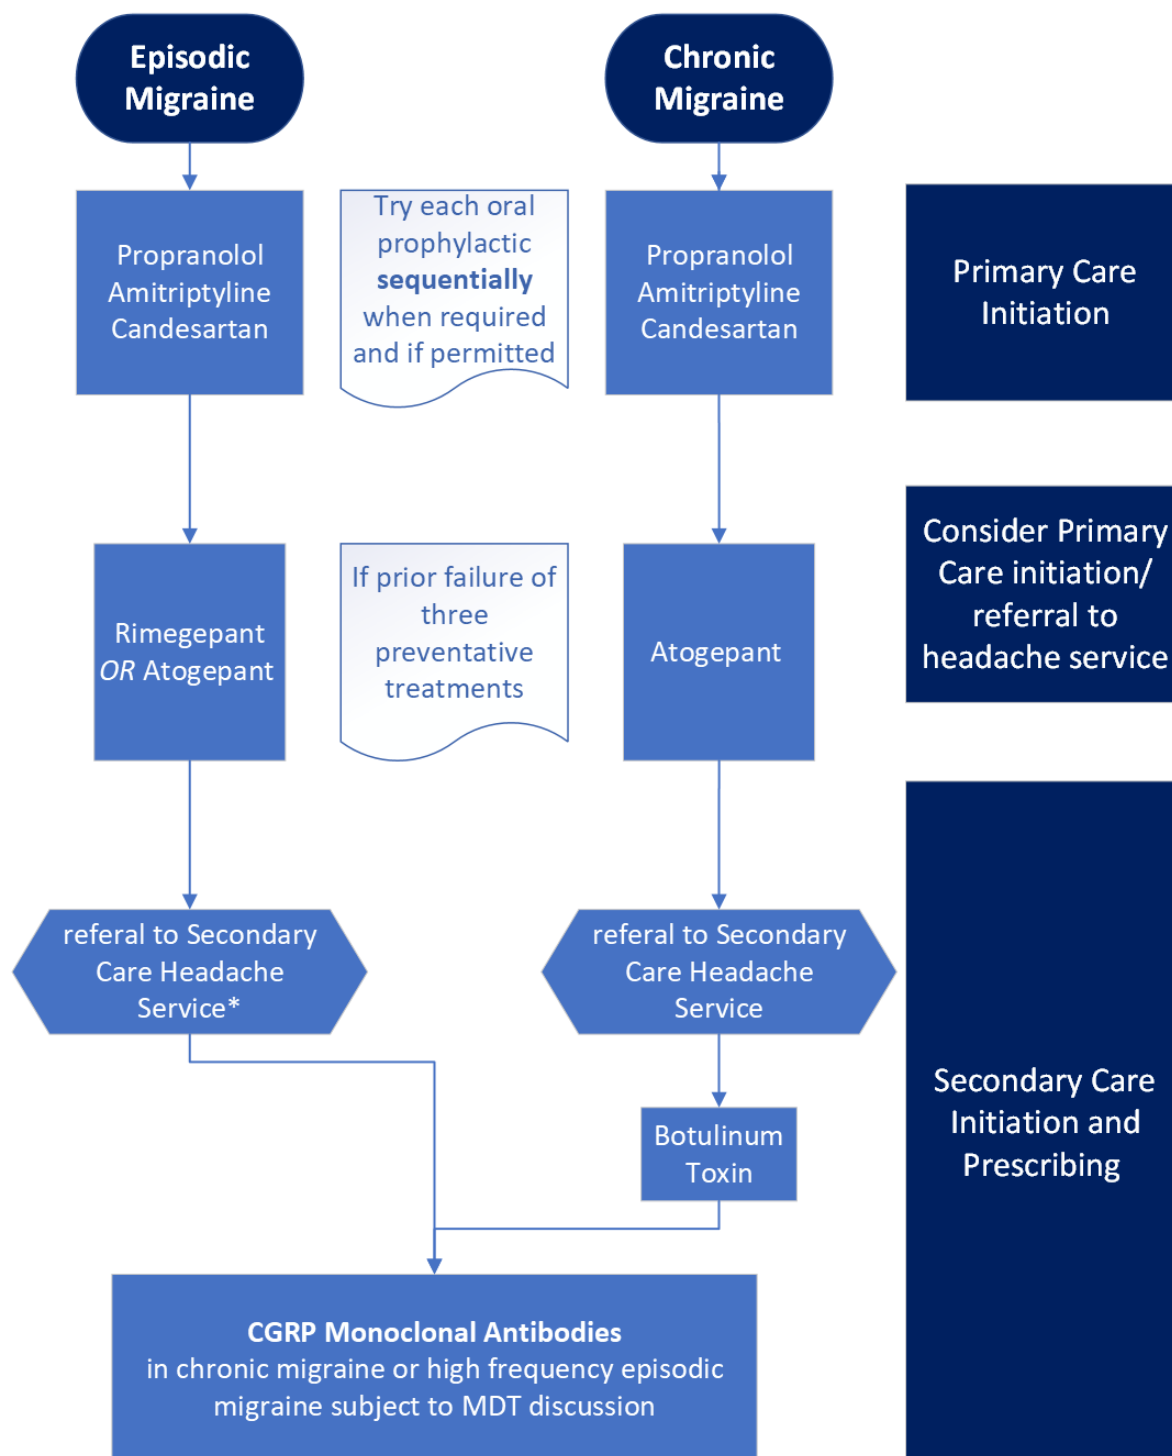 Episodic
Migraine
Chronic
Migraine
Propranolol
Amitriptyline
Candesartan
Try each oral
prophylactic
sequentially
when required
and if permitted
Propranolol
Amitriptyline
Candesartan
Primary Care
Initiation
Rimegepant
OR Atogepant
If prior failure of
three
preventative
treatments
Atogepant
Consider Primary
Care initiation/
referral to
headache service
referal to Secondary
Care Headache
Service*
referal to Secondary
Care Headache
Service
Botulinum
Toxin
Secondary Care
Initiation and
Prescribing
CGRP Monoclonal Antibodies
in chronic migraine or high frequency episodic
migraine subject to MDT discussion